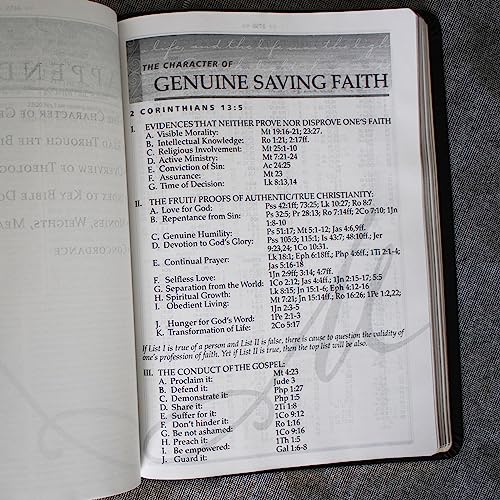 THE CHARACTER OF
GENUINE SAVING FAITH
2 CORINTHIANS 13:5
I. EVIDENCES THAT NEITHER PROVE NOR DISPROVE ONE'S FAITH
A. Visible Morality: Mt 19:16-21; 23:27.
B. Intellectual Knowledge: Ro 1:21; 2:17ff.
C. Religious Involvement: Mt 25:1-10
D. Active Ministry: Mt 7:21-24
E. Conviction of Sin: Ac 24:25
F. Assurance: Mt 23
G. Time of Decision: Lk 8:13,14
II. THE FRUIT/ PROOFS OF AUTHENTIC/TRUE CHRISTIANITY:
A. Love for God: Pss 42:1ff; 73:25; Lk 10:27; Ro 8:7.
B. Repentance from Sin: Ps 32:5; Pr 28:13; Ro 7:14ff; 2Co 7:10; 1Jn
1:8-10
C. Genuine Humility: Ps 51:17; Mt 5:1-12; Jas 4:6,9ff.
D. Devotion to God's Glory: Pss 105:3; 115:1; Is 43:7; 48:10ff.; Jer
9:23,24; 1Co 10:31.
E. Continual Prayer: Lk 18:1; Eph 6:18ff.; Php 4:6ff.; 1Ti 2:1-4;
Jas 5:16-18
F. Selfless Love: 1Jn 2:9ff; 3:14; 4:7ff.
G. Separation from the World: 1Co 2:12; Jas 4:4ff.; 1Jn 2:15-17; 5:5
H. Spiritual Growth: Lk 8:15; Jn 15:1-6; Eph 4:12-16
I. Obedient Living: Mt 7:21; Jn 15:14ff.; Ro 16:26; 1Pe 1:2,22;
1Jn 2:3-5
J. Hunger for God's Word: 1Pe 2:1-3
K. Transformation of Life: 2Co 5:17
If List I is true of a person and List II is false, there is cause to question the validity of
one's profession of faith. Yet if List II is true, then the top list will be also.
III. THE CONDUCT OF THE GOSPEL:
A. Proclaim it: Mt 4:23
B. Defend it: Jude 3
C. Demonstrate it: Php 1:27
D. Share it: Php 1:5
E. Suffer for it: 2Ti 1:8
F. Don't hinder it: 1Co 9:16
G. Be not ashamed: Ro 1:16
H. Preach it: 1Co 9:16
I. Be empowered: 1Th 1:5
J. Guard it: Gal 1:6-8